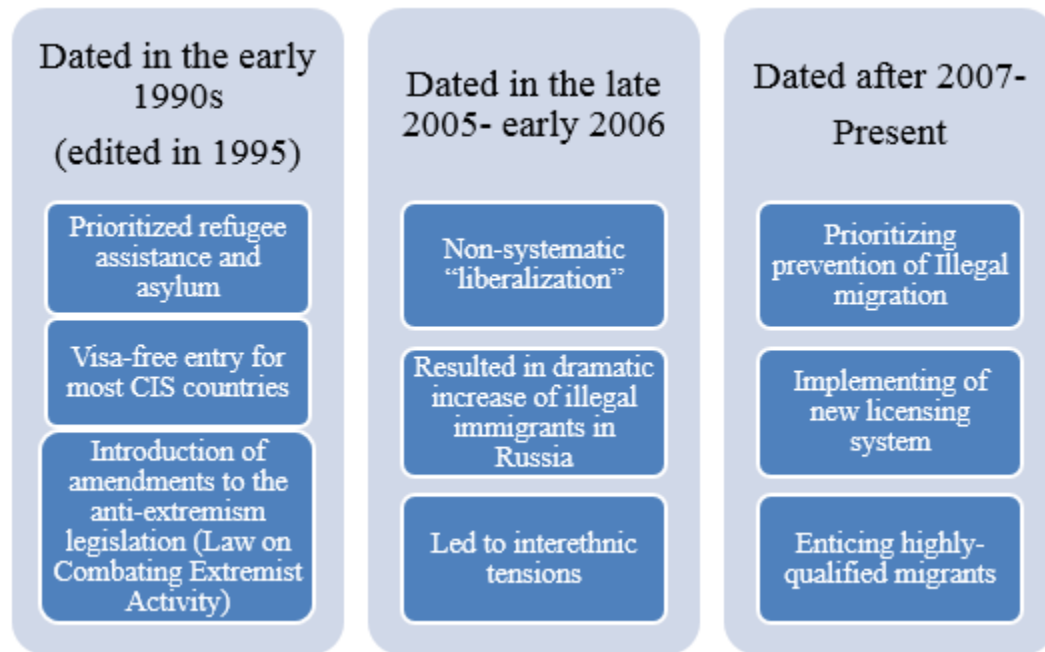 Dated in the early
1990s
(edited in 1995)
Prioritized refugee
assistance and
asylum
Visa-free entry for
most CIS countries
Introduction of
amendments to the
anti-extremism
legislation (Law on
Combating Extremist
Activity)
Dated in the late
2005- early 2006
Non-systematic
“liberalization”
Resulted in dramatic
increase of illegal
immigrants in
Russia
Led to interethnic
tensions
Dated after 2007-
Present
Prioritizing
prevention of Illegal
migration
Implementing of
new licensing
system
Enticing highly-
qualified migrants